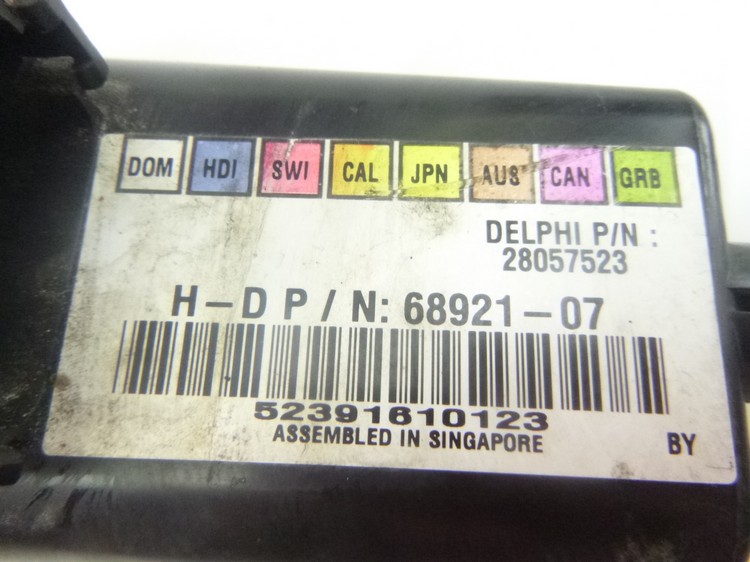 DOM HDI SWI CAL JPN AUS CAN GRB
DELPHI P/N :
28057523
H-D P/N: 68921-07
52391610123
ASSEMBLED IN SINGAPORE BY